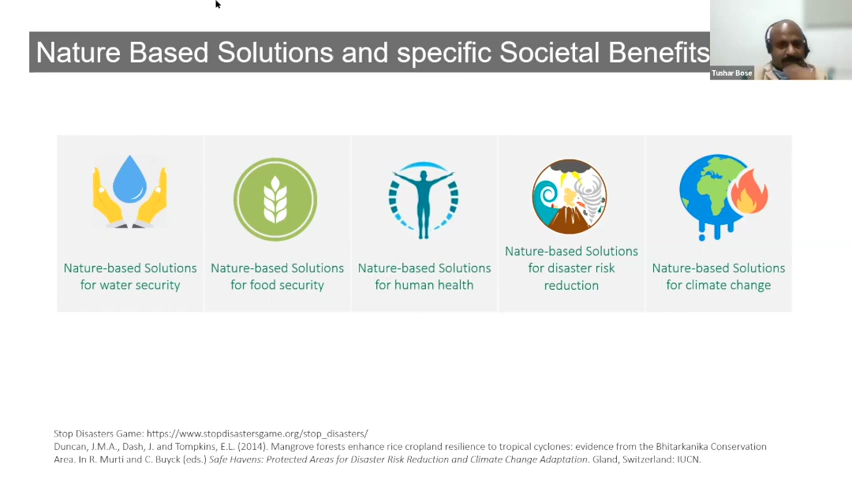 Nature Based Solutions and specific Societal Benefits
Tushar Bose
Nature-based Solutions
for water security
Nature-based Solutions
for food security
Nature-based Solutions
for human health
Nature-based Solutions
for disaster risk
reduction
Nature-based Solutions
for climate change
Stop Disasters Game: https://www.stopdisastersgame.org/stop_disasters/
Duncan, J.M.A., Dash, J. and Tompkins, E.L. (2014). Mangrove forests enhance rice cropland resilience to tropical cyclones: evidence from the Bhitarkanika Conservation
Area. In R. Murti and C. Buyck (eds.) Safe Havens: Protected Areas for Disaster Risk Reduction and Climate Change Adaptation. Gland, Switzerland: IUCN.